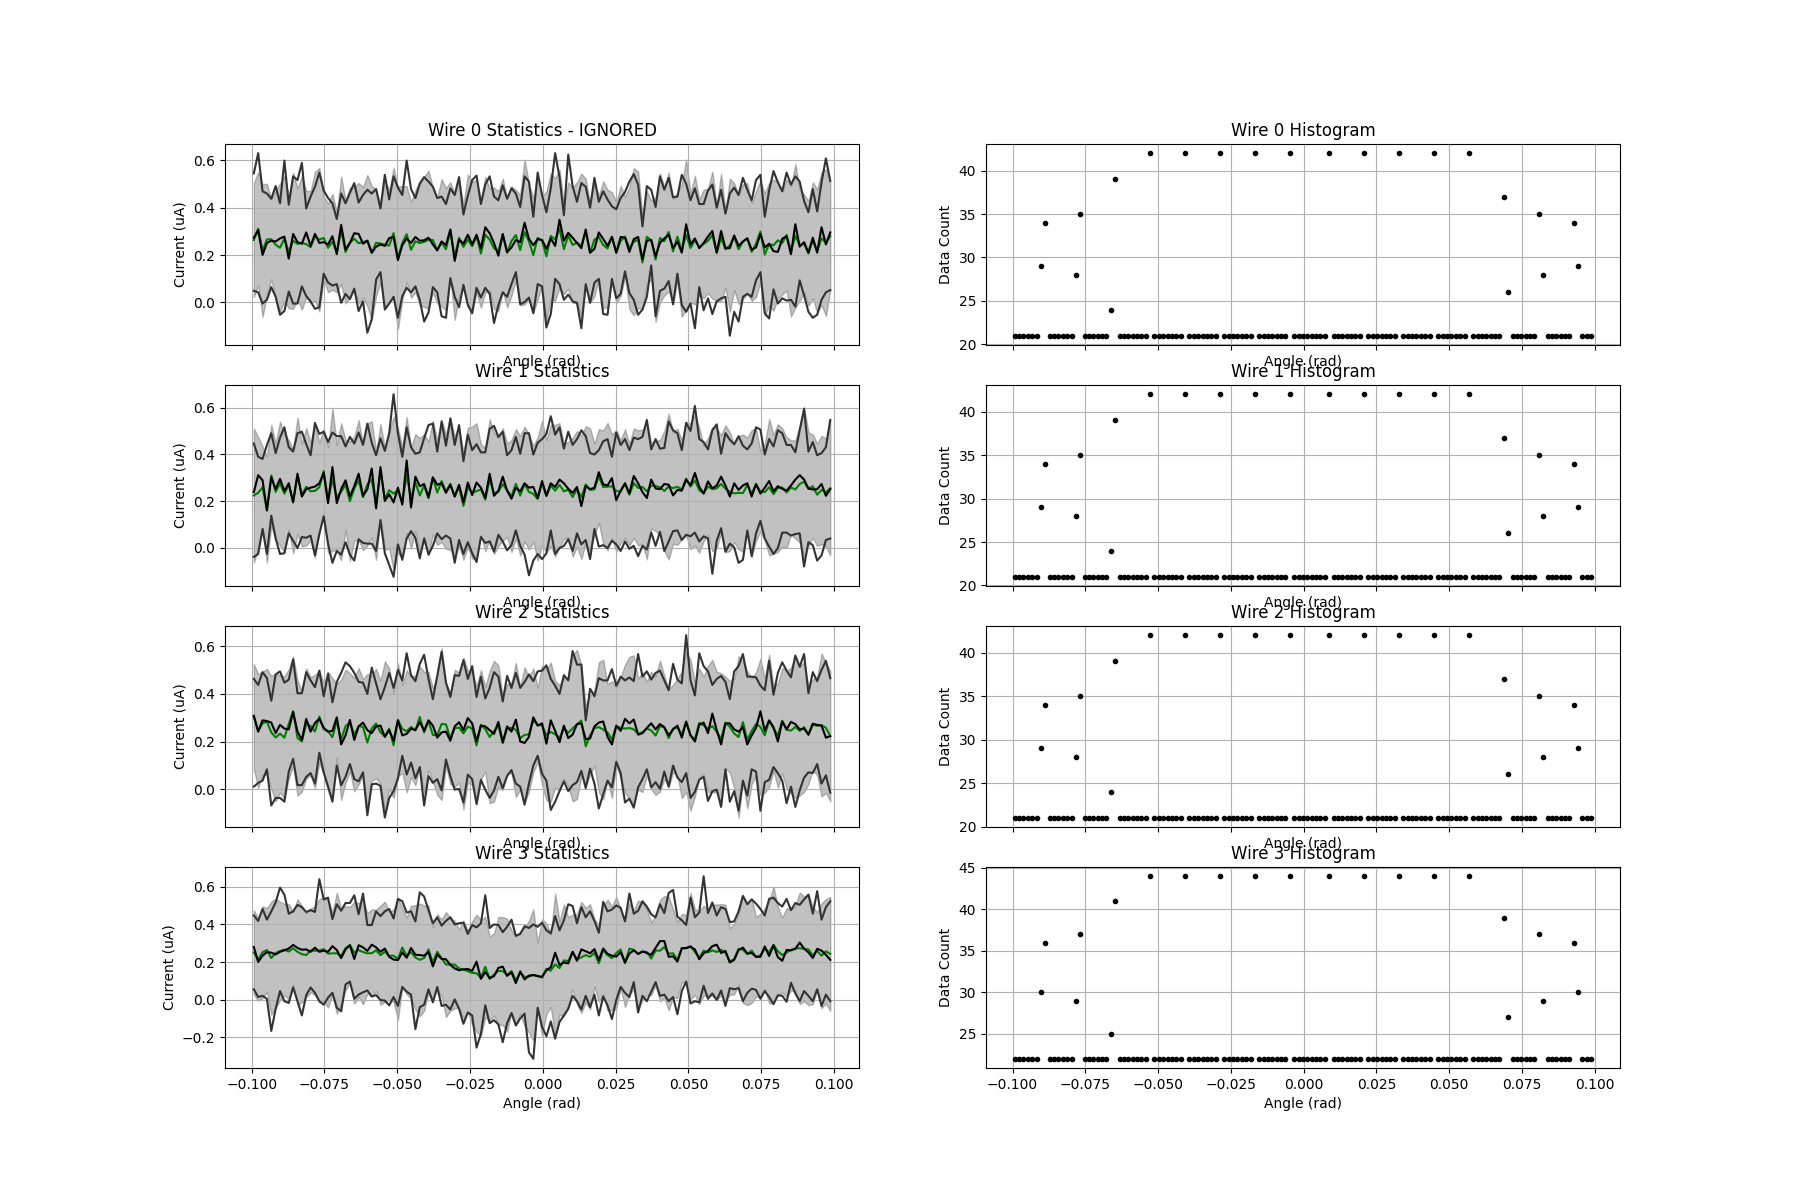 Wire 0 Statistics - IGNORED
Wire 0 Histogram
0.6
0.4
0.2
0.0
Current (uA)
Angle (rad)
40
35
30
25
20
Data Count
Angle (rad)
Wire 1 Statistics
Wire 1 Histogram
0.6
0.4
0.2
0.0
Current (uA)
Angle (rad)
40
35
30
25
20
Data Count
Angle (rad)
Wire 2 Statistics
Wire 2 Histogram
0.6
0.4
0.2
0.0
Current (uA)
Angle (rad)
40
35
30
25
20
Data Count
Angle (rad)
Wire 3 Statistics
Wire 3 Histogram
0.6
0.4
0.2
0.0
−0.2
Current (uA)
−0.100 −0.075 −0.050 −0.025 0.000 0.025 0.050 0.075 0.100
Angle (rad)
45
40
35
30
25
Data Count
−0.100 −0.075 −0.050 −0.025 0.000 0.025 0.050 0.075 0.100
Angle (rad)